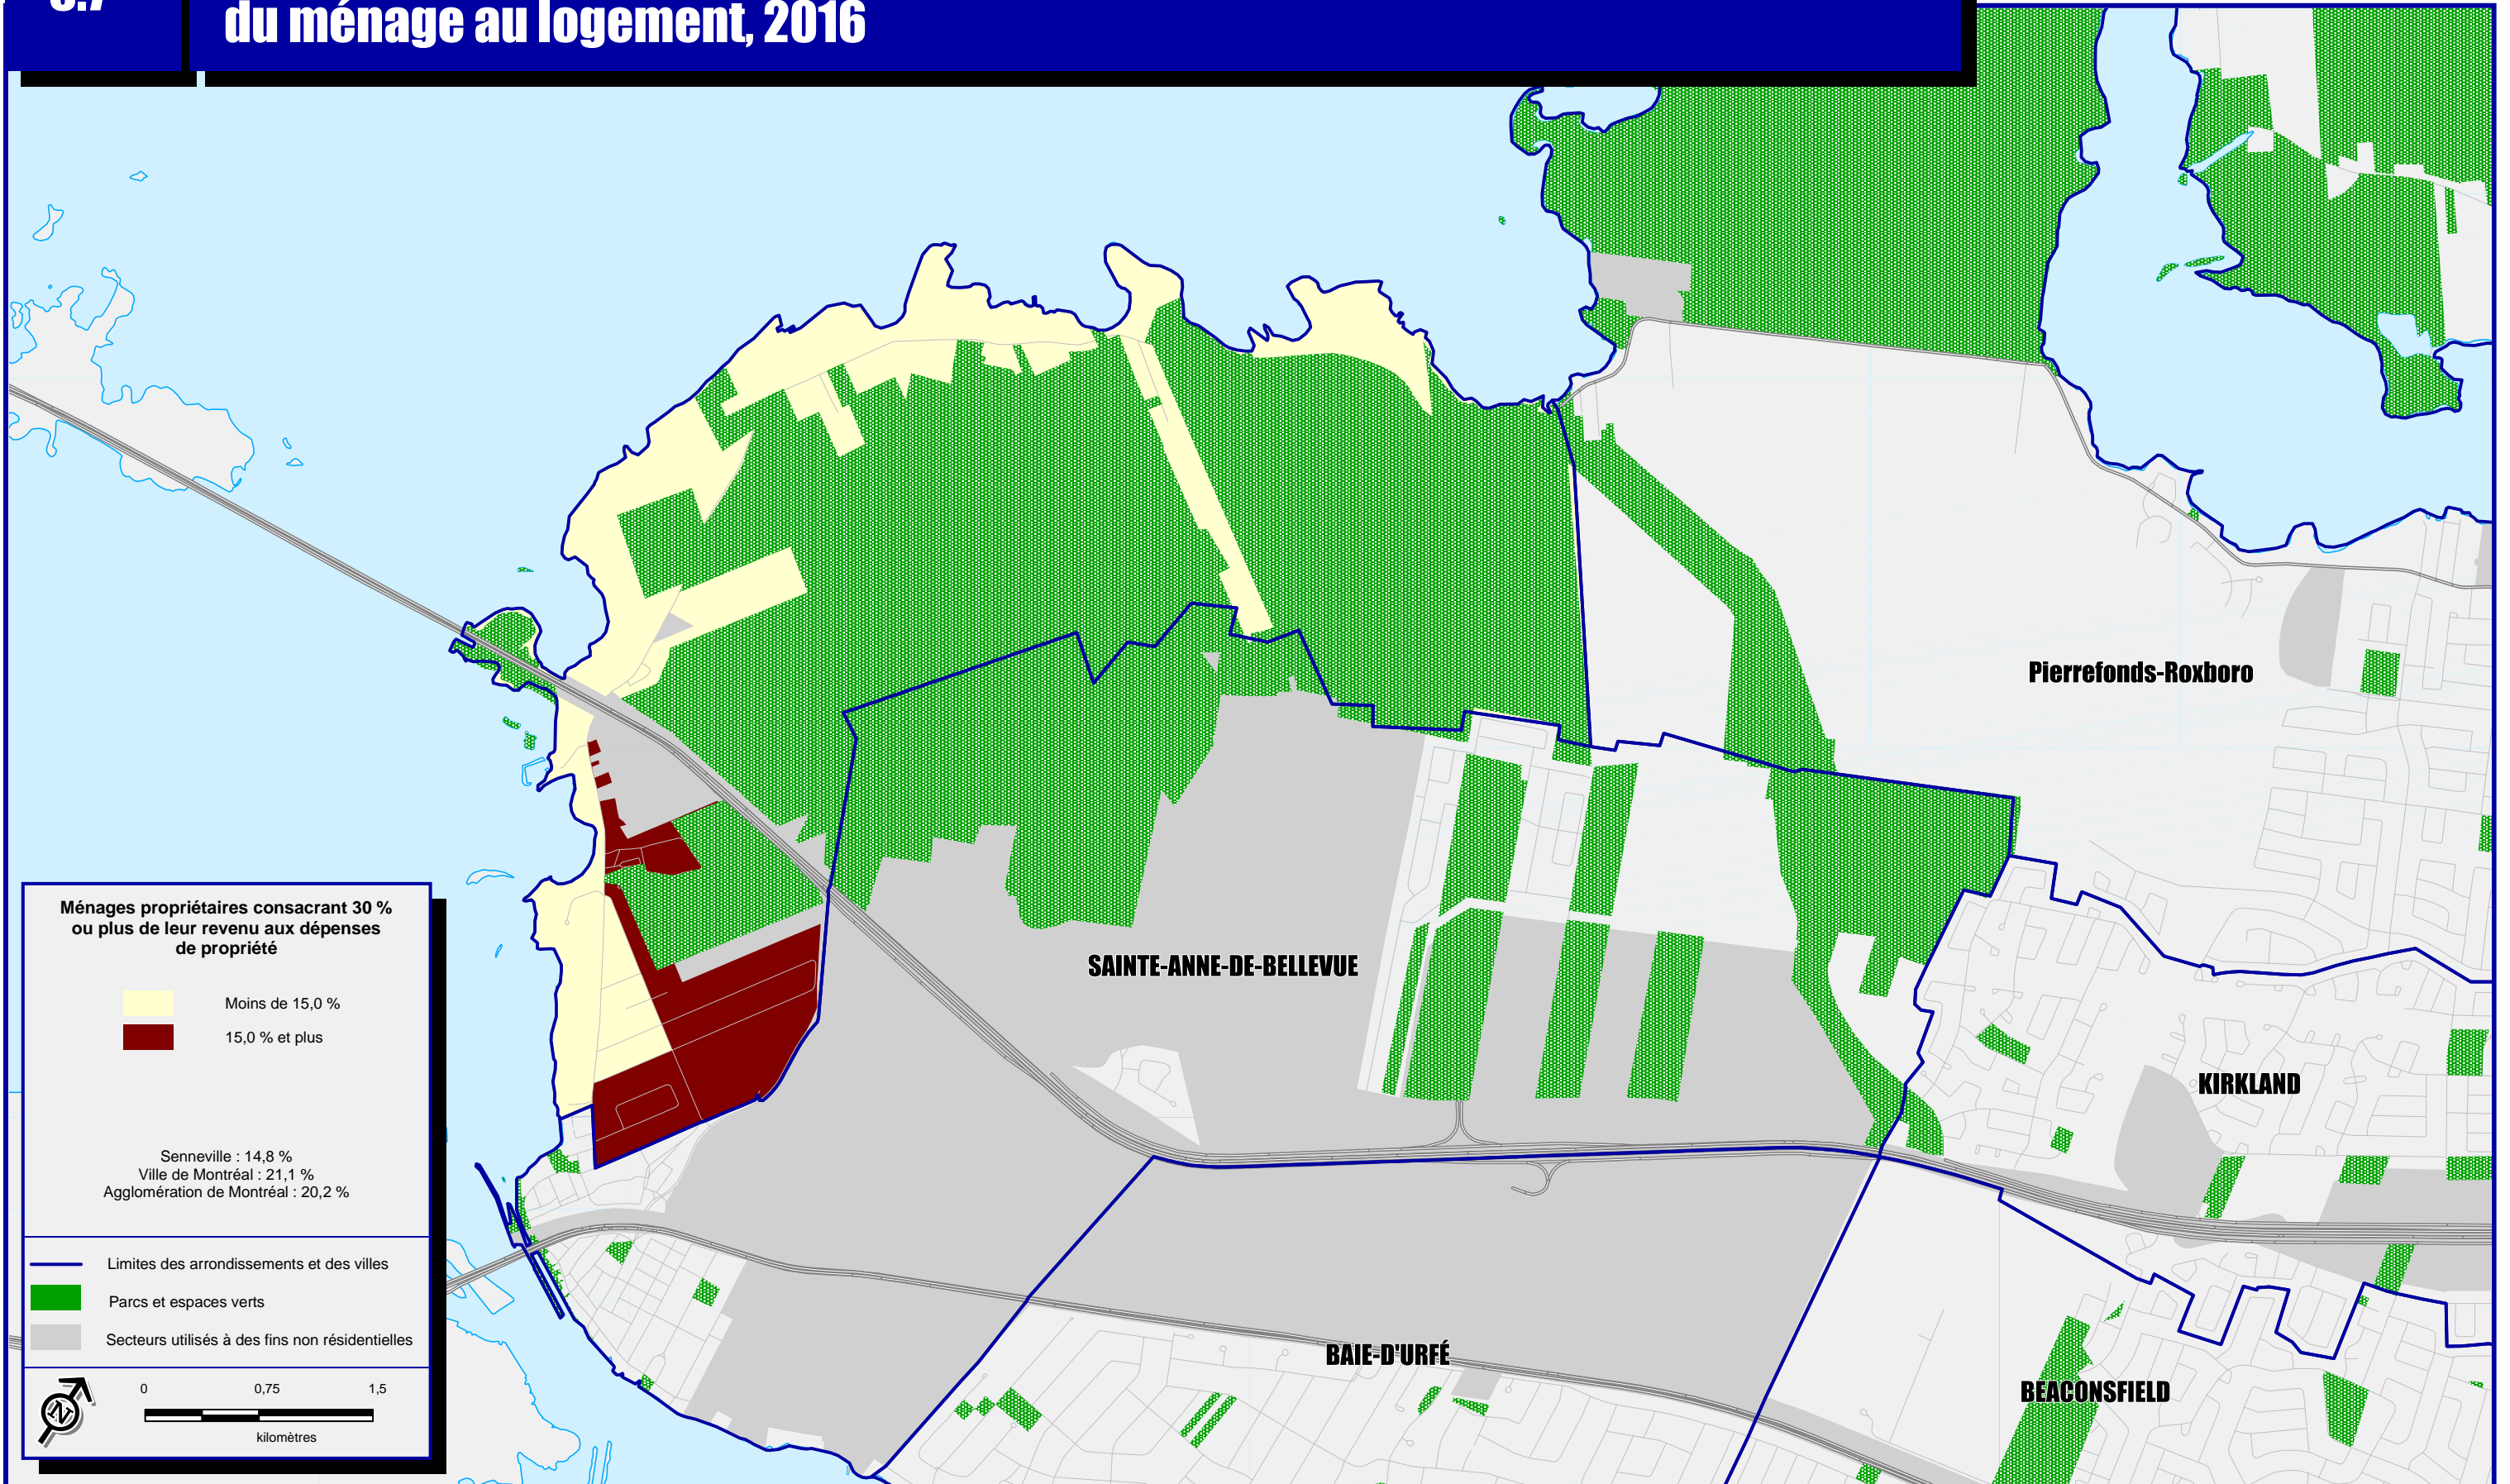 du ménage au logement, 2016
Pierrefonds-Roxboro
SAINTE-ANNE-DE-BELLEVUE
KIRKLAND
BAIE-D'URFÉ
BEACONSFIELD
Ménages propriétaires consacrant 30 %
ou plus de leur revenu aux dépenses
de propriété
Moins de 15,0 %
15,0 % et plus
Senneville : 14,8 %
Ville de Montréal : 21,1 %
Agglomération de Montréal : 20,2 %
Limites des arrondissements et des villes
Parcs et espaces verts
Secteurs utilisés à des fins non résidentielles
N
0 0,75 1,5
kilomètres